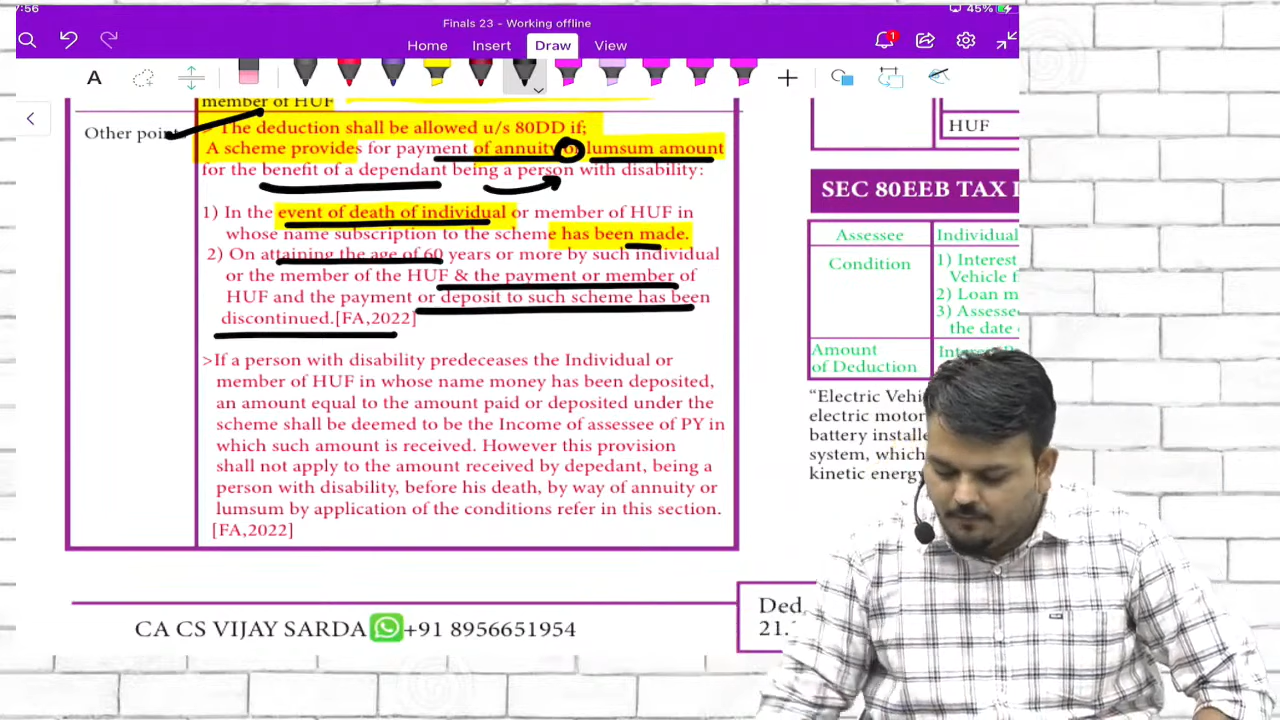 :56
45%
Finals 23 - Working offline
Home Insert Draw View
1
A
member of HUF
Other points
> The deduction shall be allowed u/s 80DD if;
A scheme provides for payment of annuity or lumsum amount
for the benefit of a dependant being a person with disability:
1) In the event of death of individual or member of HUF in
whose name subscription to the scheme has been made.
2) On attaining the age of 60 years or more by such individual
or the member of the HUF & the payment or member of
HUF and the payment or deposit to such scheme has been
discontinued.[FA,2022]
>If a person with disability predeceases the Individual or
member of HUF in whose name money has been deposited,
an amount equal to the amount paid or deposited under the
scheme shall be deemed to be the Income of assessee of PY in
which such amount is received. However this provision
shall not apply to the amount received by depedant, being a
person with disability, before his death, by way of annuity or
lumsum by application of the conditions refer in this section.
[FA,2022]
CA CS VIJAY SARDA +91 8956651954
Ded
21.
HUF
SEC 80EEB TAX
Assessee Individual
Condition 1) Interest
Vehicle f
2) Loan m
3) Assesse
the date
Amount
of Deduction
"Electric Vehi
electric motor
battery installe
system, which
kinetic energy